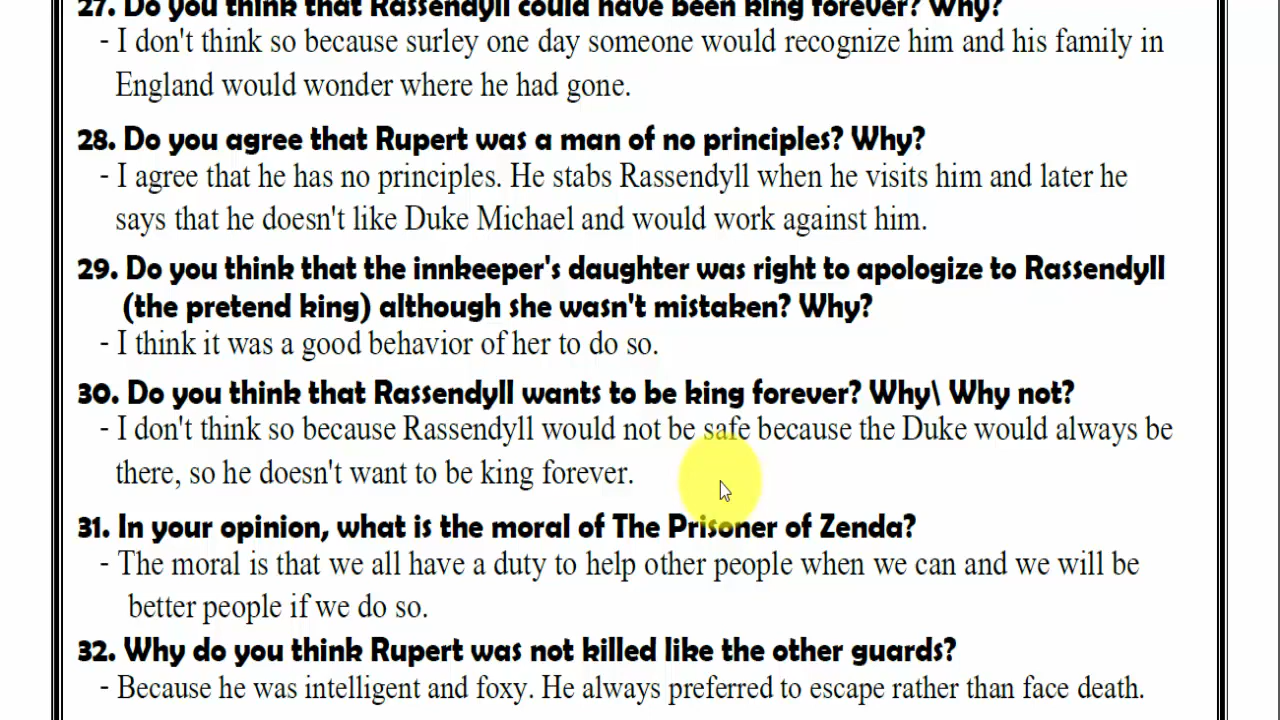 27. Do you think that Rassendyll could have been king forever? Why?
- I don't think so because surley one day someone would recognize him and his family in
England would wonder where he had gone.
28. Do you agree that Rupert was a man of no principles? Why?
- I agree that he has no principles. He stabs Rassendyll when he visits him and later he
says that he doesn't like Duke Michael and would work against him.
29. Do you think that the innkeeper's daughter was right to apologize to Rassendyll
(the pretend king) although she wasn't mistaken? Why?
- I think it was a good behavior of her to do so.
30. Do you think that Rassendyll wants to be king forever? Why\ Why not?
- I don't think so because Rassendyll would not be safe because the Duke would always be
there, so he doesn't want to be king forever.
31. In your opinion, what is the moral of The Prisoner of Zenda?
- The moral is that we all have a duty to help other people when we can and we will be
better people if we do so.
32. Why do you think Rupert was not killed like the other guards?
- Because he was intelligent and foxy. He always preferred to escape rather than face death.